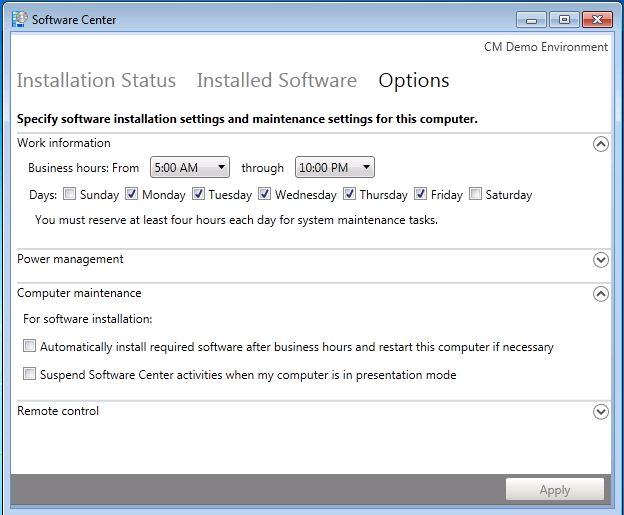 Software Center
CM Demo Environment
Installation Status Installed Software Options
Specify software installation settings and maintenance settings for this computer.
Work information
Business hours: From 5:00 AM through 10:00 PM
Days: Sunday Monday Tuesday Wednesday Thursday Friday Saturday
You must reserve at least four hours each day for system maintenance tasks.
Power management
Computer maintenance
For software installation:
Automatically install required software after business hours and restart this computer if necessary
Suspend Software Center activities when my computer is in presentation mode
Remote control
Apply